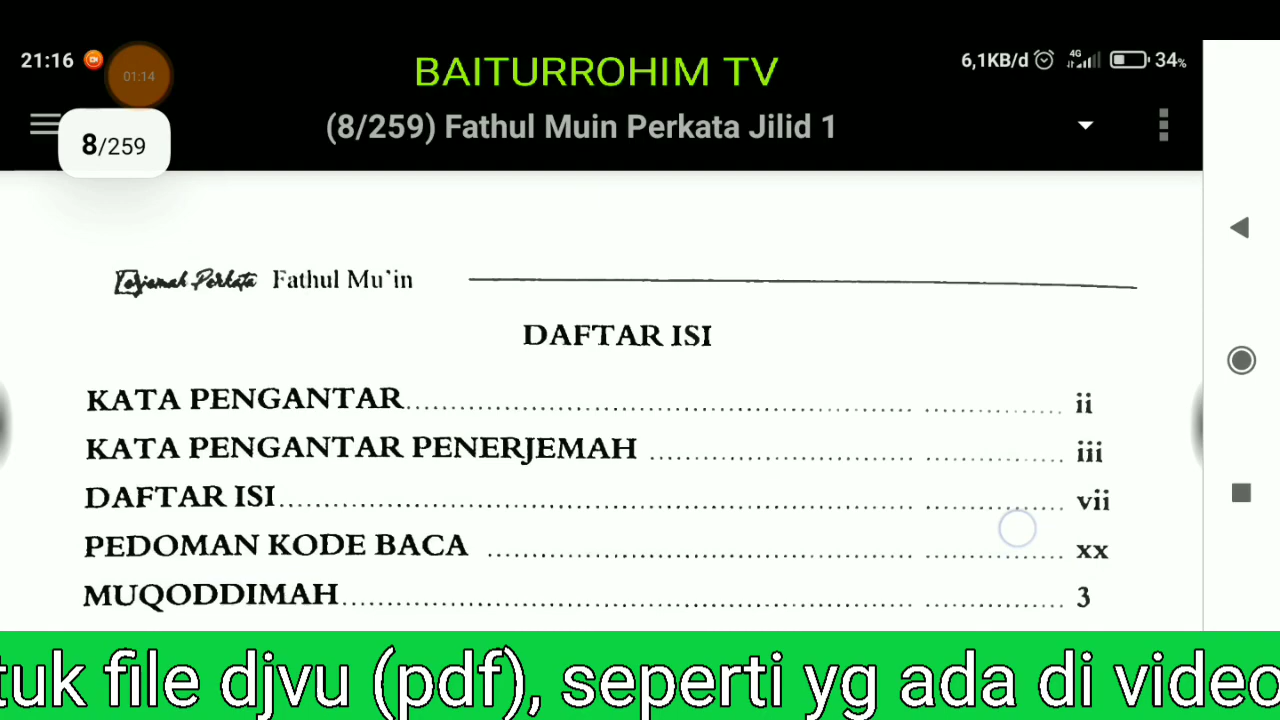 21:16
01:14
BAITURROHIM TV
6,1KB/d 4G 34%
8/259
(8/259) Fathul Muin Perkata Jilid 1
Terjemah Perkata Fathul Mu`in
DAFTAR ISI
KATA PENGANTAR ii
KATA PENGANTAR PENERJEMAH iii
DAFTAR ISI vii
PEDOMAN KODE BACA xx
MUQODDIMAH 3
tuk file djvu (pdf), seperti yg ada di video